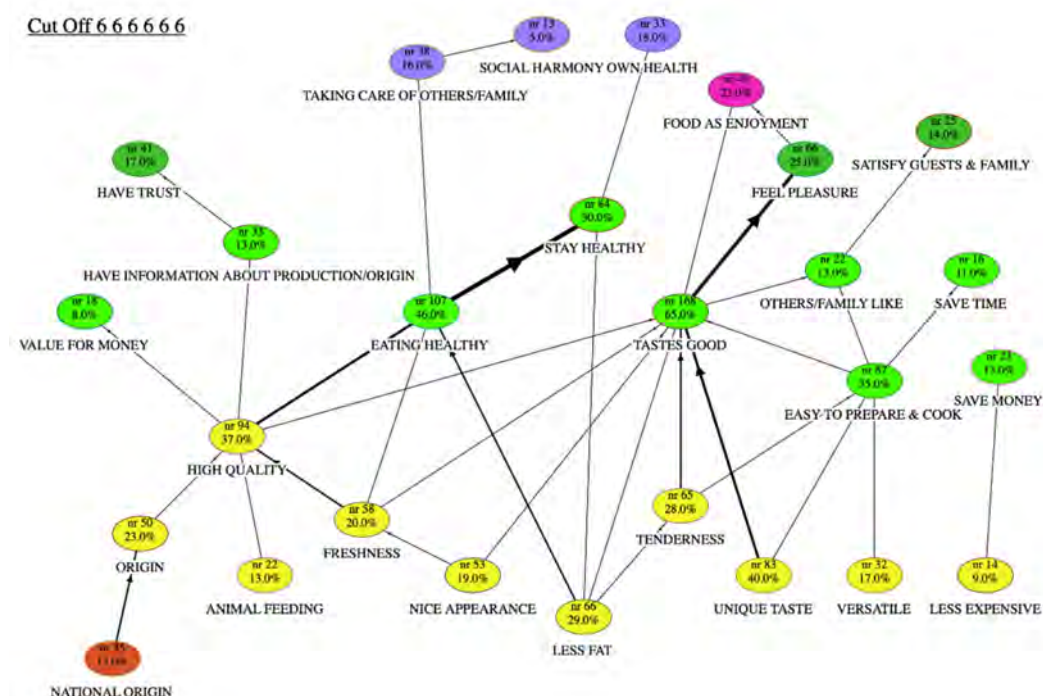 Cut Off 6 6 6 6 6 6
5.0%
SOCIAL HARMONY
nr 33
18.0%
OWN HEALTH
nr 38
16.0%
TAKING CARE OF OTHERS/FAMILY
23.0%
FOOD AS ENJOYMENT
nr 25
14.0%
SATISFY GUESTS & FAMILY
nr 41
17.0%
HAVE TRUST
nr 66
25.0%
FEEL PLEASURE
nr 64
30.0%
STAY HEALTHY
nr 33
13.0%
HAVE INFORMATION ABOUT PRODUCTION/ORIGIN
nr 22
13.0%
OTHERS/FAMILY LIKE
nr 16
11.0%
SAVE TIME
nr 18
8.0%
VALUE FOR MONEY
nr 107
46.0%
EATING HEALTHY
nr 168
65.0%
TASTES GOOD
nr 87
35.0%
EASY TO PREPARE & COOK
nr 23
13.0%
SAVE MONEY
nr 94
37.0%
HIGH QUALITY
nr 50
23.0%
ORIGIN
nr 58
20.0%
FRESHNESS
nr 65
28.0%
TENDERNESS
nr 22
13.0%
ANIMAL FEEDING
nr 53
19.0%
NICE APPEARANCE
nr 66
29.0%
LESS FAT
nr 83
40.0%
UNIQUE TASTE
nr 32
17.0%
VERSATILE
nr 14
9.0%
LESS EXPENSIVE
NATIONAL ORIGIN